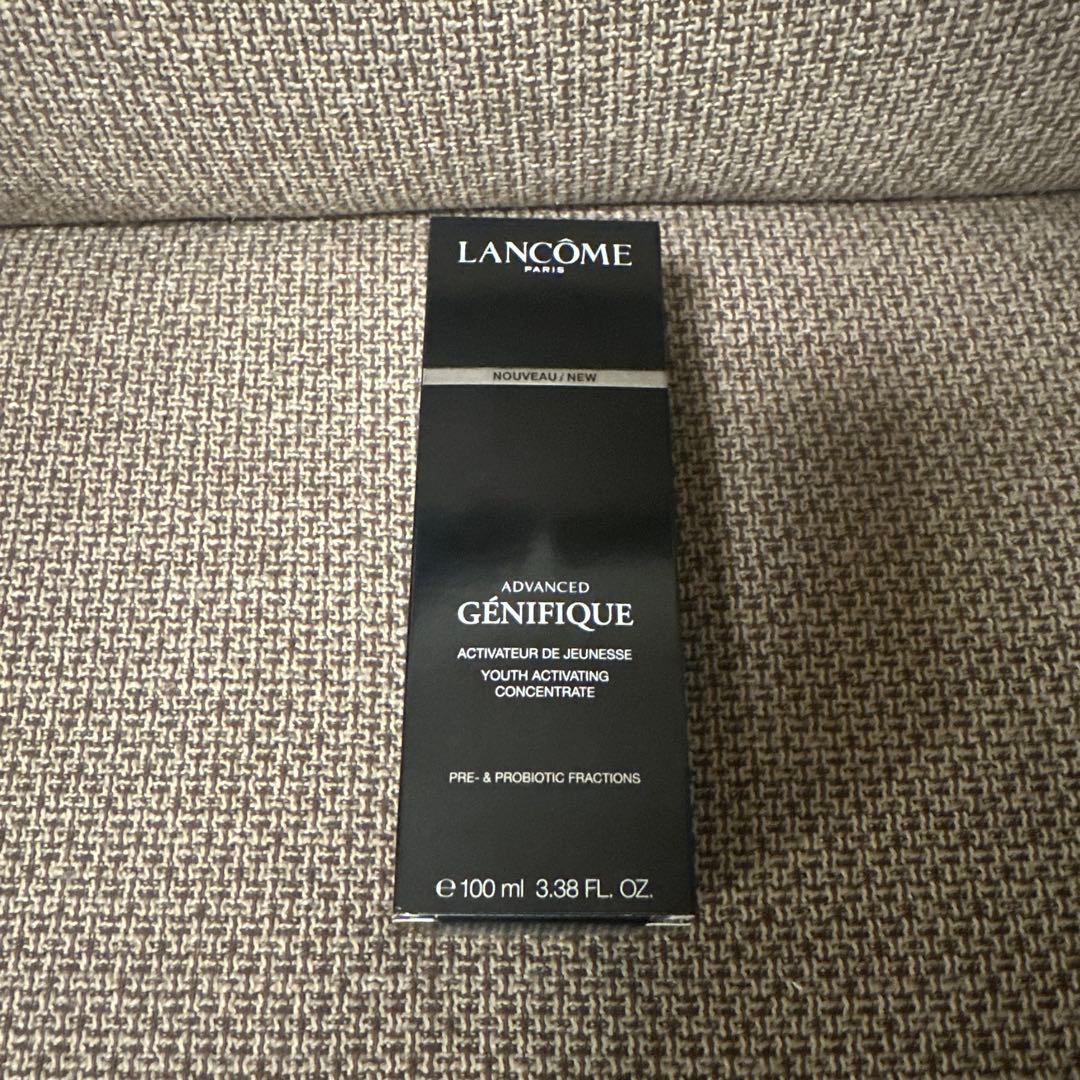 LANCÔME
PARIS
NOUVEAU / NEW
ADVANCED
GÉNIFIQUE
ACTIVATEUR DE JEUNESSE
YOUTH ACTIVATING
CONCENTRATE
PRE- & PROBIOTIC FRACTIONS
℮ 100 ml 3.38 FL. OZ.